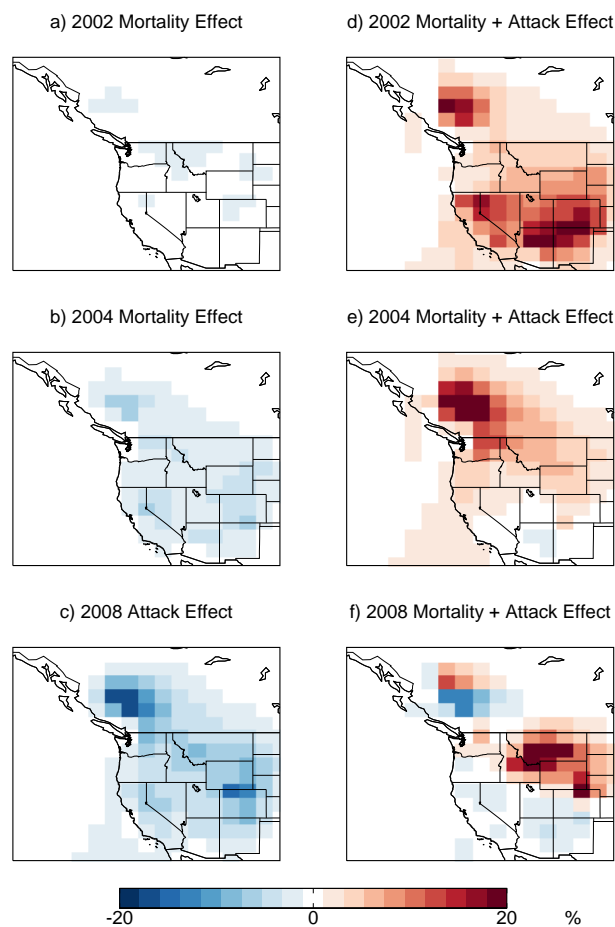 a) 2002 Mortality Effect
d) 2002 Mortality + Attack Effect
b) 2004 Mortality Effect
e) 2004 Mortality + Attack Effect
c) 2008 Attack Effect
f) 2008 Mortality + Attack Effect
-20 0 20 %